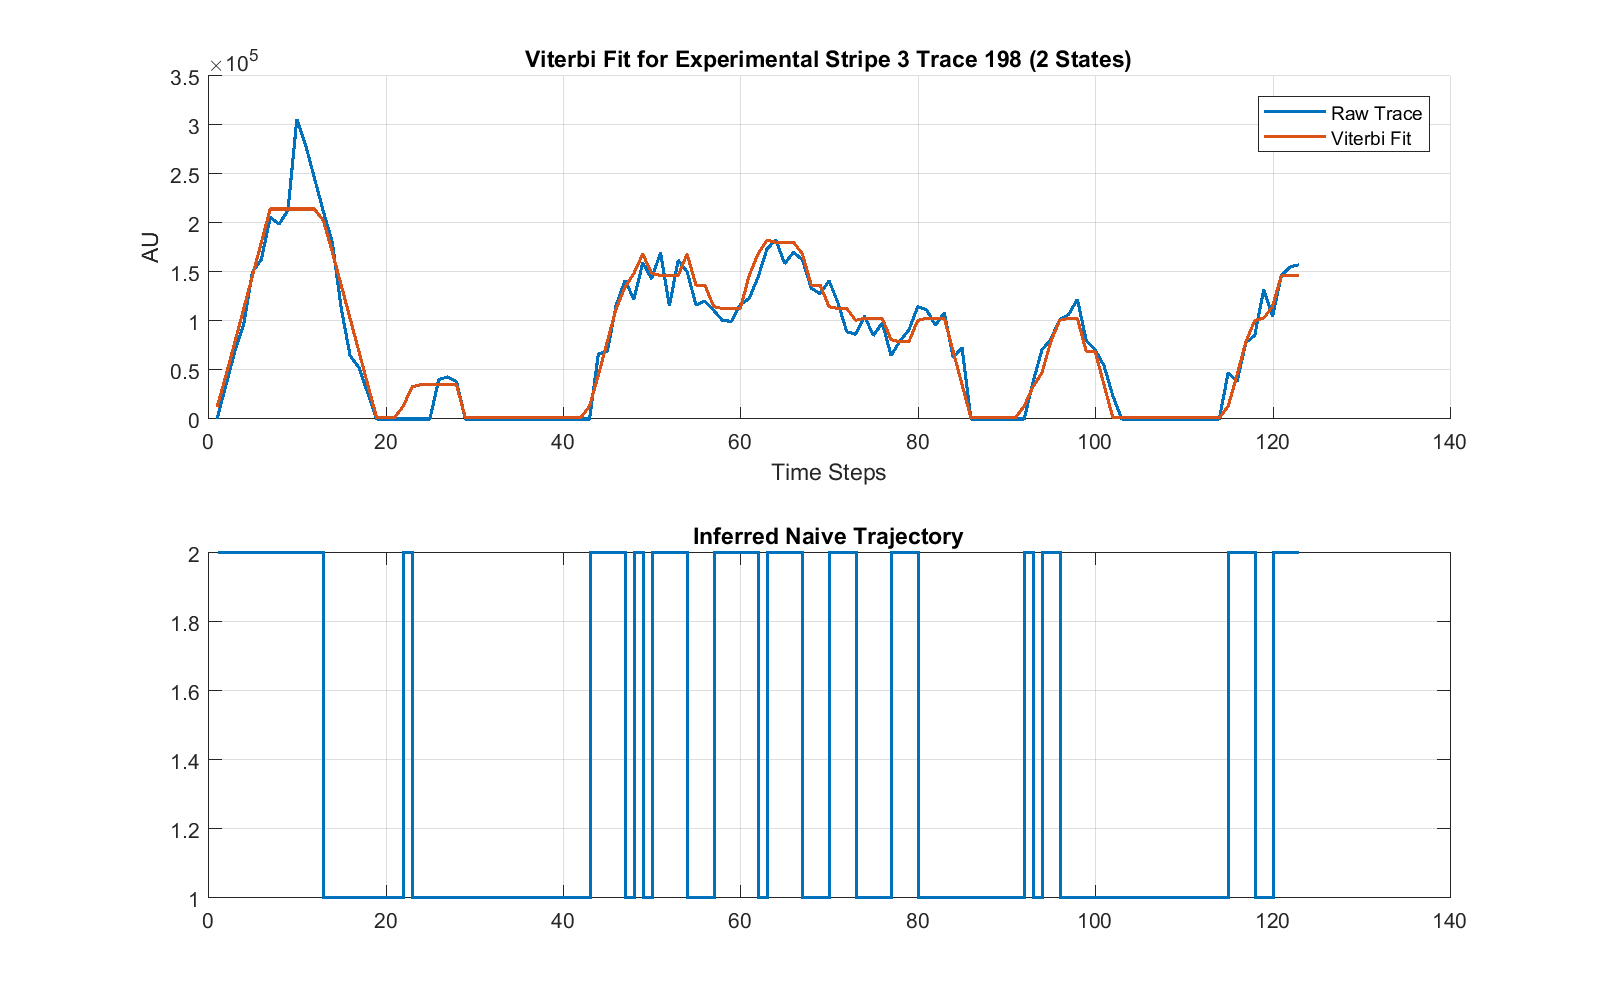 Viterbi Fit for Experimental Stripe 3 Trace 198 (2 States)
×10^5
3.5
3
2.5
2
1.5
1
0.5
0
AU
Raw Trace
Viterbi Fit
0 20 40 60 80 100 120 140
Time Steps
Inferred Naive Trajectory
2
1.8
1.6
1.4
1.2
1
0 20 40 60 80 100 120 140